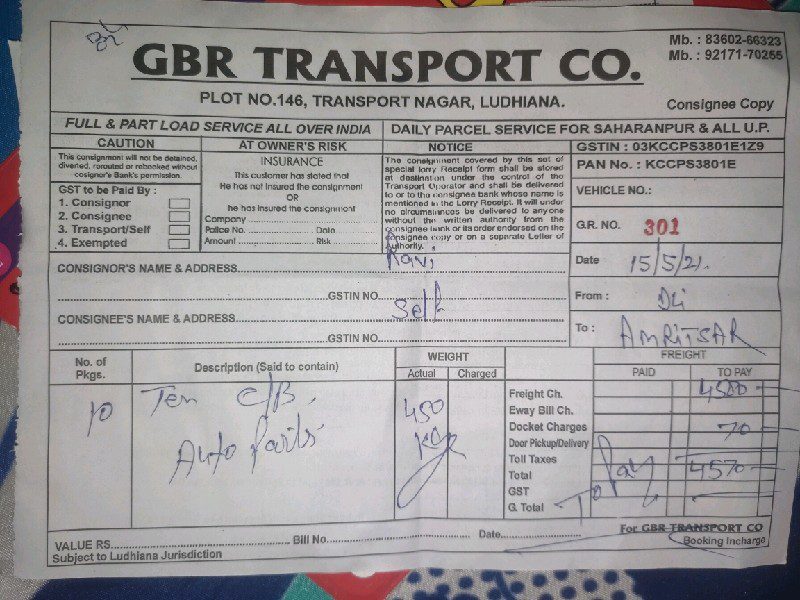 GBR TRANSPORT CO.
Mb. : 83602-66323
Mb. : 92171-70255
PLOT NO.146, TRANSPORT NAGAR, LUDHIANA.
Consignee Copy
FULL & PART LOAD SERVICE ALL OVER INDIA
DAILY PARCEL SERVICE FOR SAHARANPUR & ALL U.P.
CAUTION
This consignment will not be detained,
diverted, rerouted or rebooked without
cosigner's Bank's permission.
GST to be Paid By :
1. Consignor
2. Consignee
3. Transport/Self
4. Exempted
AT OWNER'S RISK
INSURANCE
This customer has stated that
He has not insured the consignment
OR
he has insured the consignment
Company
Police No. Date
Amount Risk
NOTICE
The consignment covered by this set of
special lorry Receipt form shall be stored
at destination under the control of the
Transport Operator and shall be delivered
to or to the consignee bank whose name is
mentioned in the Lorry Receipt. It will under
no circumstances be delivered to anyone
without the written authority from the
consignee bank or its order endorsed on the
Consignee copy or on a separate Letter of
Authority.
GSTIN : 03KCCPS3801E1Z9
PAN No. : KCCPS3801E
VEHICLE NO.:
G.R. NO. 301
Date 15/5/21.
From : Dli
To : AMRITSAR
CONSIGNOR'S NAME & ADDRESS Ravi
GSTIN NO.
CONSIGNEE'S NAME & ADDRESS Self
GSTIN NO.
No. of Pkgs.
Description (Said to contain)
WEIGHT
Actual Charged
FREIGHT
PAID TO PAY
10 Ten C/B. 450 Kg
Auto Parts
Freight Ch. 4500
Eway Bill Ch.
Docket Charges 70
Door Pickup/Delivery
Toll Taxes
Total 4570
GST
G. Total
To Pay
VALUE RS. Bill No. Date
For GBR TRANSPORT CO
Booking Incharge
Subject to Ludhiana Jurisdiction